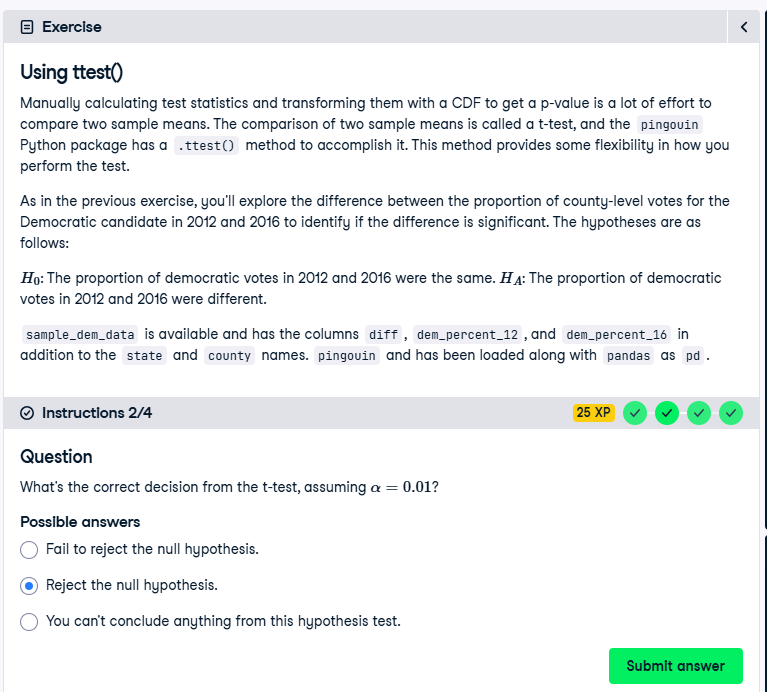 Exercise
Using ttest()
Manually calculating test statistics and transforming them with a CDF to get a p-value is a lot of effort to
compare two sample means. The comparison of two sample means is called a t-test, and the pingouin
Python package has a .ttest() method to accomplish it. This method provides some flexibility in how you
perform the test.
As in the previous exercise, you'll explore the difference between the proportion of county-level votes for the
Democratic candidate in 2012 and 2016 to identify if the difference is significant. The hypotheses are as
follows:
H₀: The proportion of democratic votes in 2012 and 2016 were the same. H_A: The proportion of democratic
votes in 2012 and 2016 were different.
sample_dem_data is available and has the columns diff, dem_percent_12, and dem_percent_16 in
addition to the state and county names. pingouin and has been loaded along with pandas as pd.
Instructions 2/4
25 XP
Question
What's the correct decision from the t-test, assuming α = 0.01?
Possible answers
Fail to reject the null hypothesis.
Reject the null hypothesis.
You can't conclude anything from this hypothesis test.
Submit answer